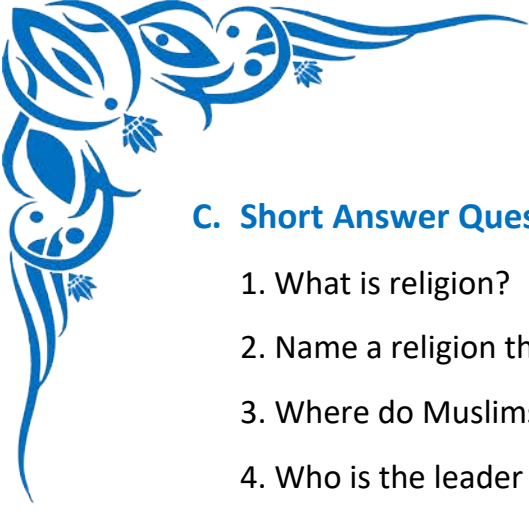 C. Short Answer Ques
1. What is religion?
2. Name a religion th
3. Where do Muslims
4. Who is the leader